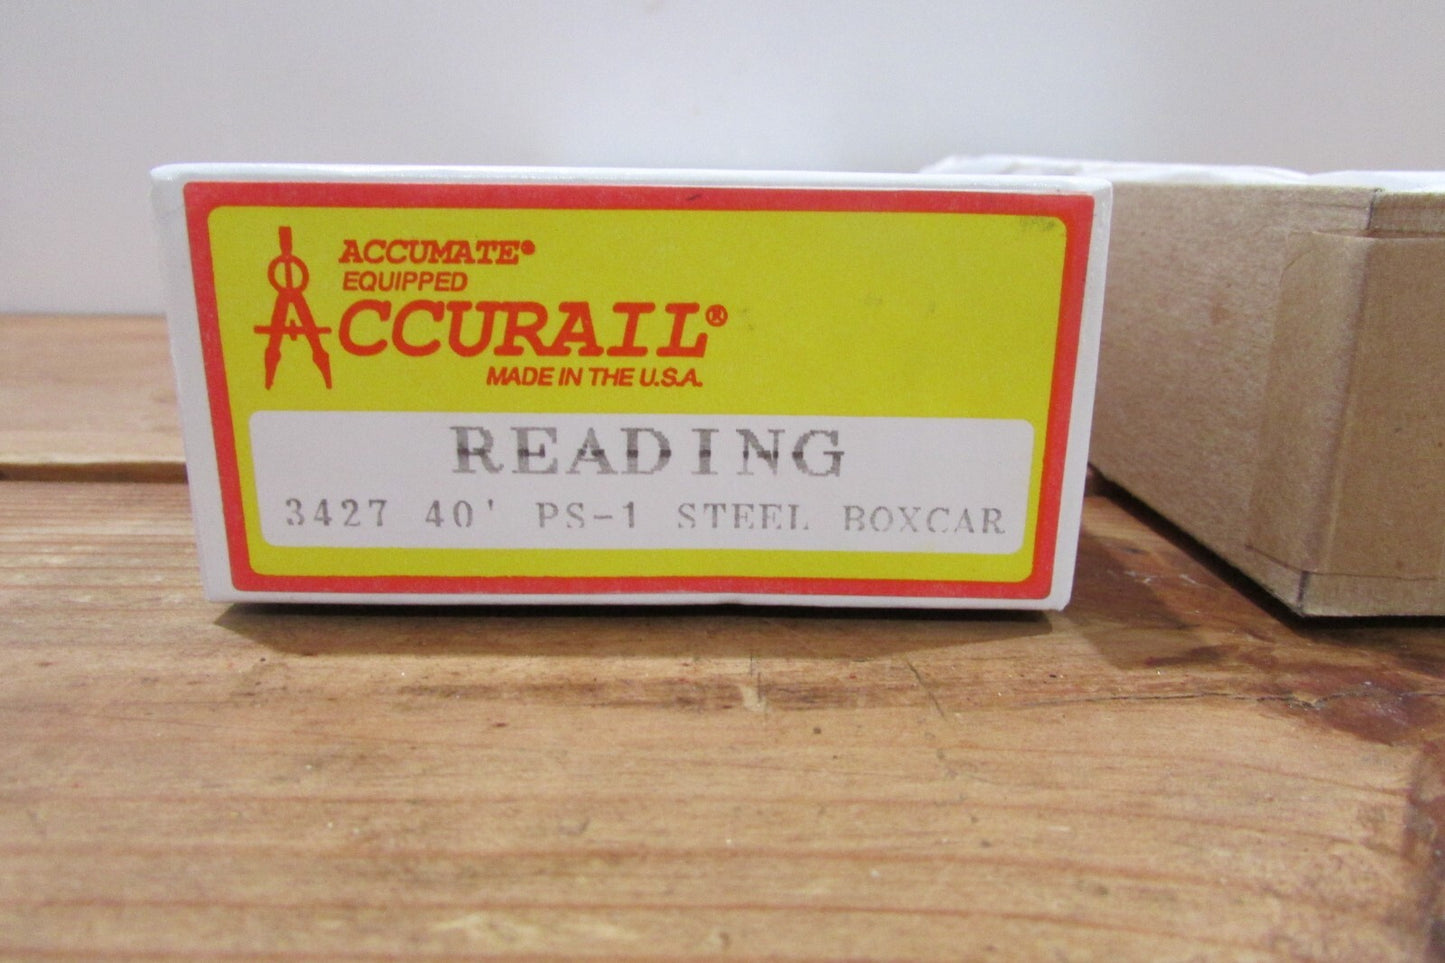 ACCUMATE®
EQUIPPED
ACCURAIL®
MADE IN THE U.S.A.
READING
3427 40' PS-1 STEEL BOXCAR